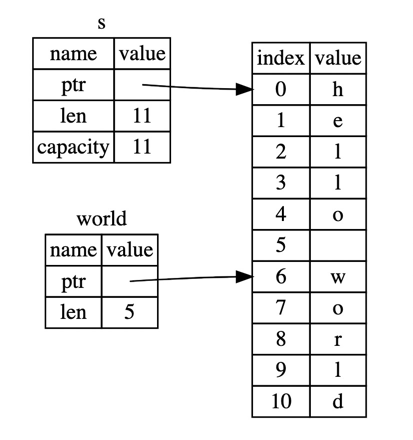 s
name value
ptr
len 11
capacity 11
world
name value
ptr
len 5
index value
0 h
1 e
2 l
3 l
4 o
5
6 w
7 o
8 r
9 l
10 d